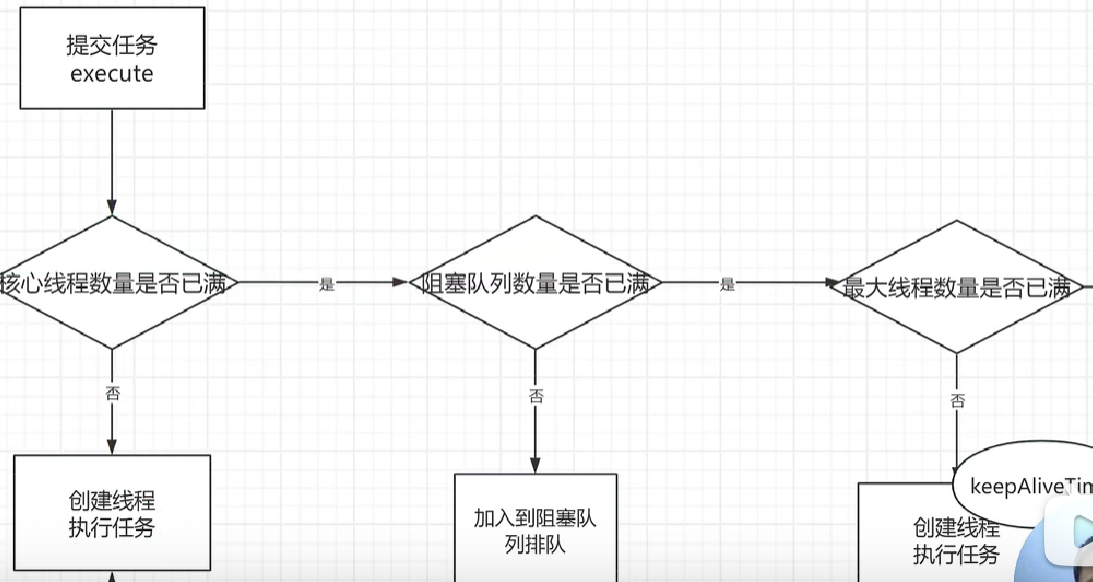 提交任务
execute
核心线程数量是否已满
是
阻塞队列数量是否已满
是
最大线程数量是否已满
否
否
否
创建线程
执行任务
加入到阻塞队
列排队
keepAliveTim
创建线程
执行任务